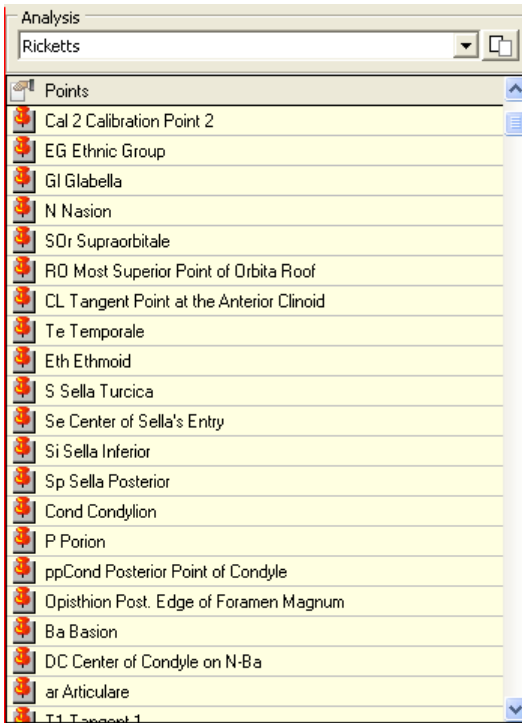 Analysis
Ricketts
Points
Cal 2 Calibration Point 2
EG Ethnic Group
Gl Glabella
N Nasion
SOr Supraorbitale
RO Most Superior Point of Orbita Roof
CL Tangent Point at the Anterior Clinoid
Te Temporale
Eth Ethmoid
S Sella Turcica
Se Center of Sella's Entry
Si Sella Inferior
Sp Sella Posterior
Cond Condylion
P Porion
ppCond Posterior Point of Condyle
Opisthion Post. Edge of Foramen Magnum
Ba Basion
DC Center of Condyle on N-Ba
ar Articulare
T1 Tangent 1